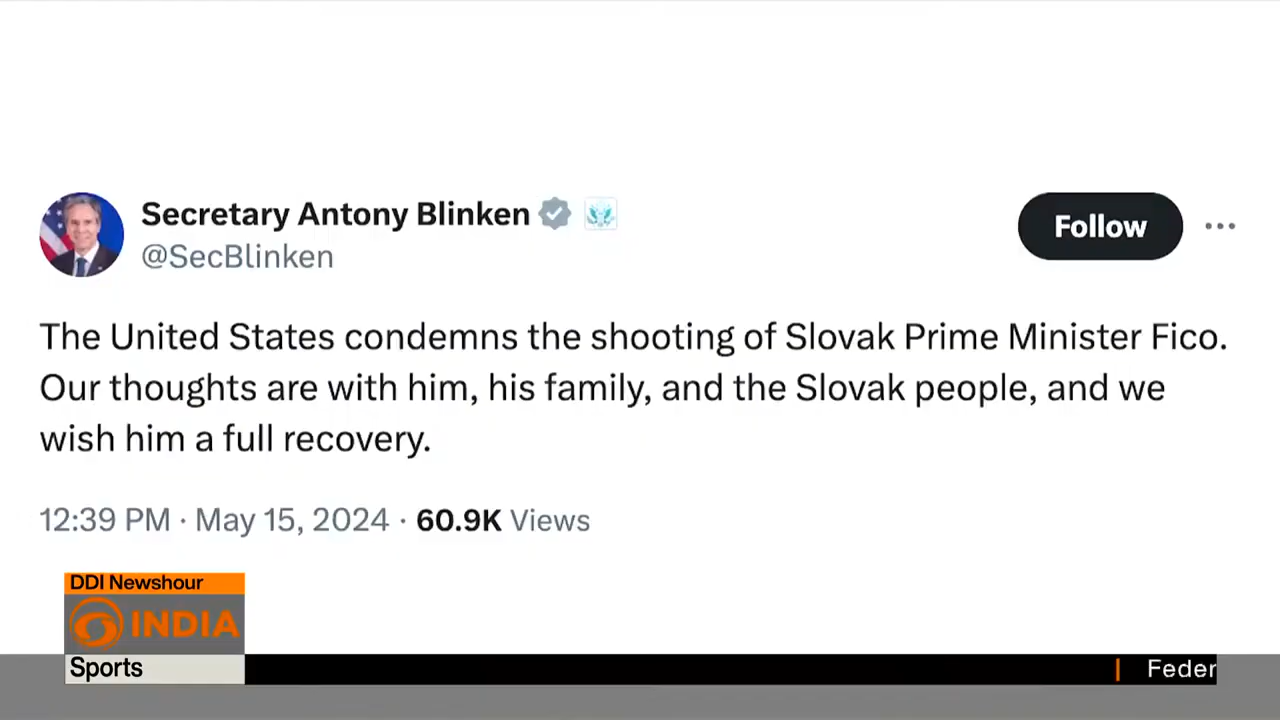 Secretary Antony Blinken
@SecBlinken
Follow
The United States condemns the shooting of Slovak Prime Minister Fico.
Our thoughts are with him, his family, and the Slovak people, and we
wish him a full recovery.
12:39 PM · May 15, 2024 · 60.9K Views
DDI Newshour
INDIA
Sports
| Feder